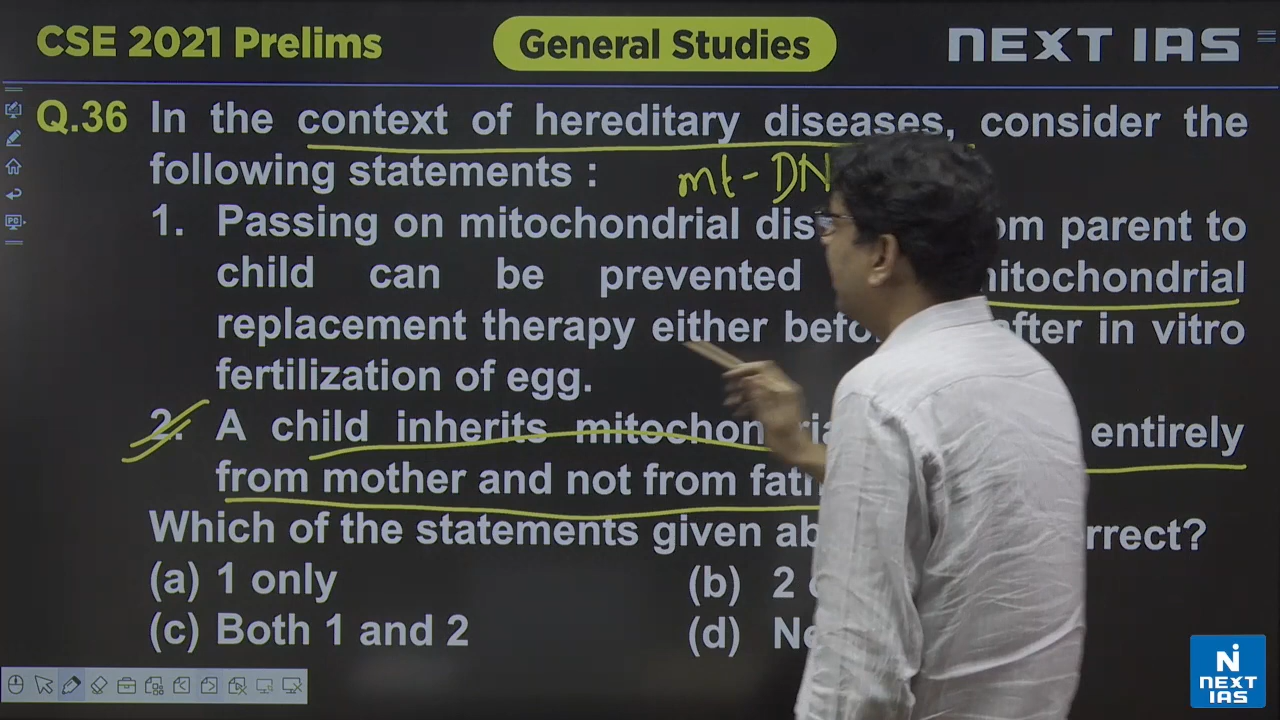 CSE 2021 Prelims General Studies NEXT IAS
Q.36 In the context of hereditary diseases, consider the
following statements : mt-DN
1. Passing on mitochondrial dis om parent to
child can be prevented mitochondrial
replacement therapy either befo after in vitro
fertilization of egg.
2. A child inherits mitochondria entirely
from mother and not from fath
Which of the statements given ab rrect?
(a) 1 only (b) 2
(c) Both 1 and 2 (d) Ne
PC
N
NEXT
IAS